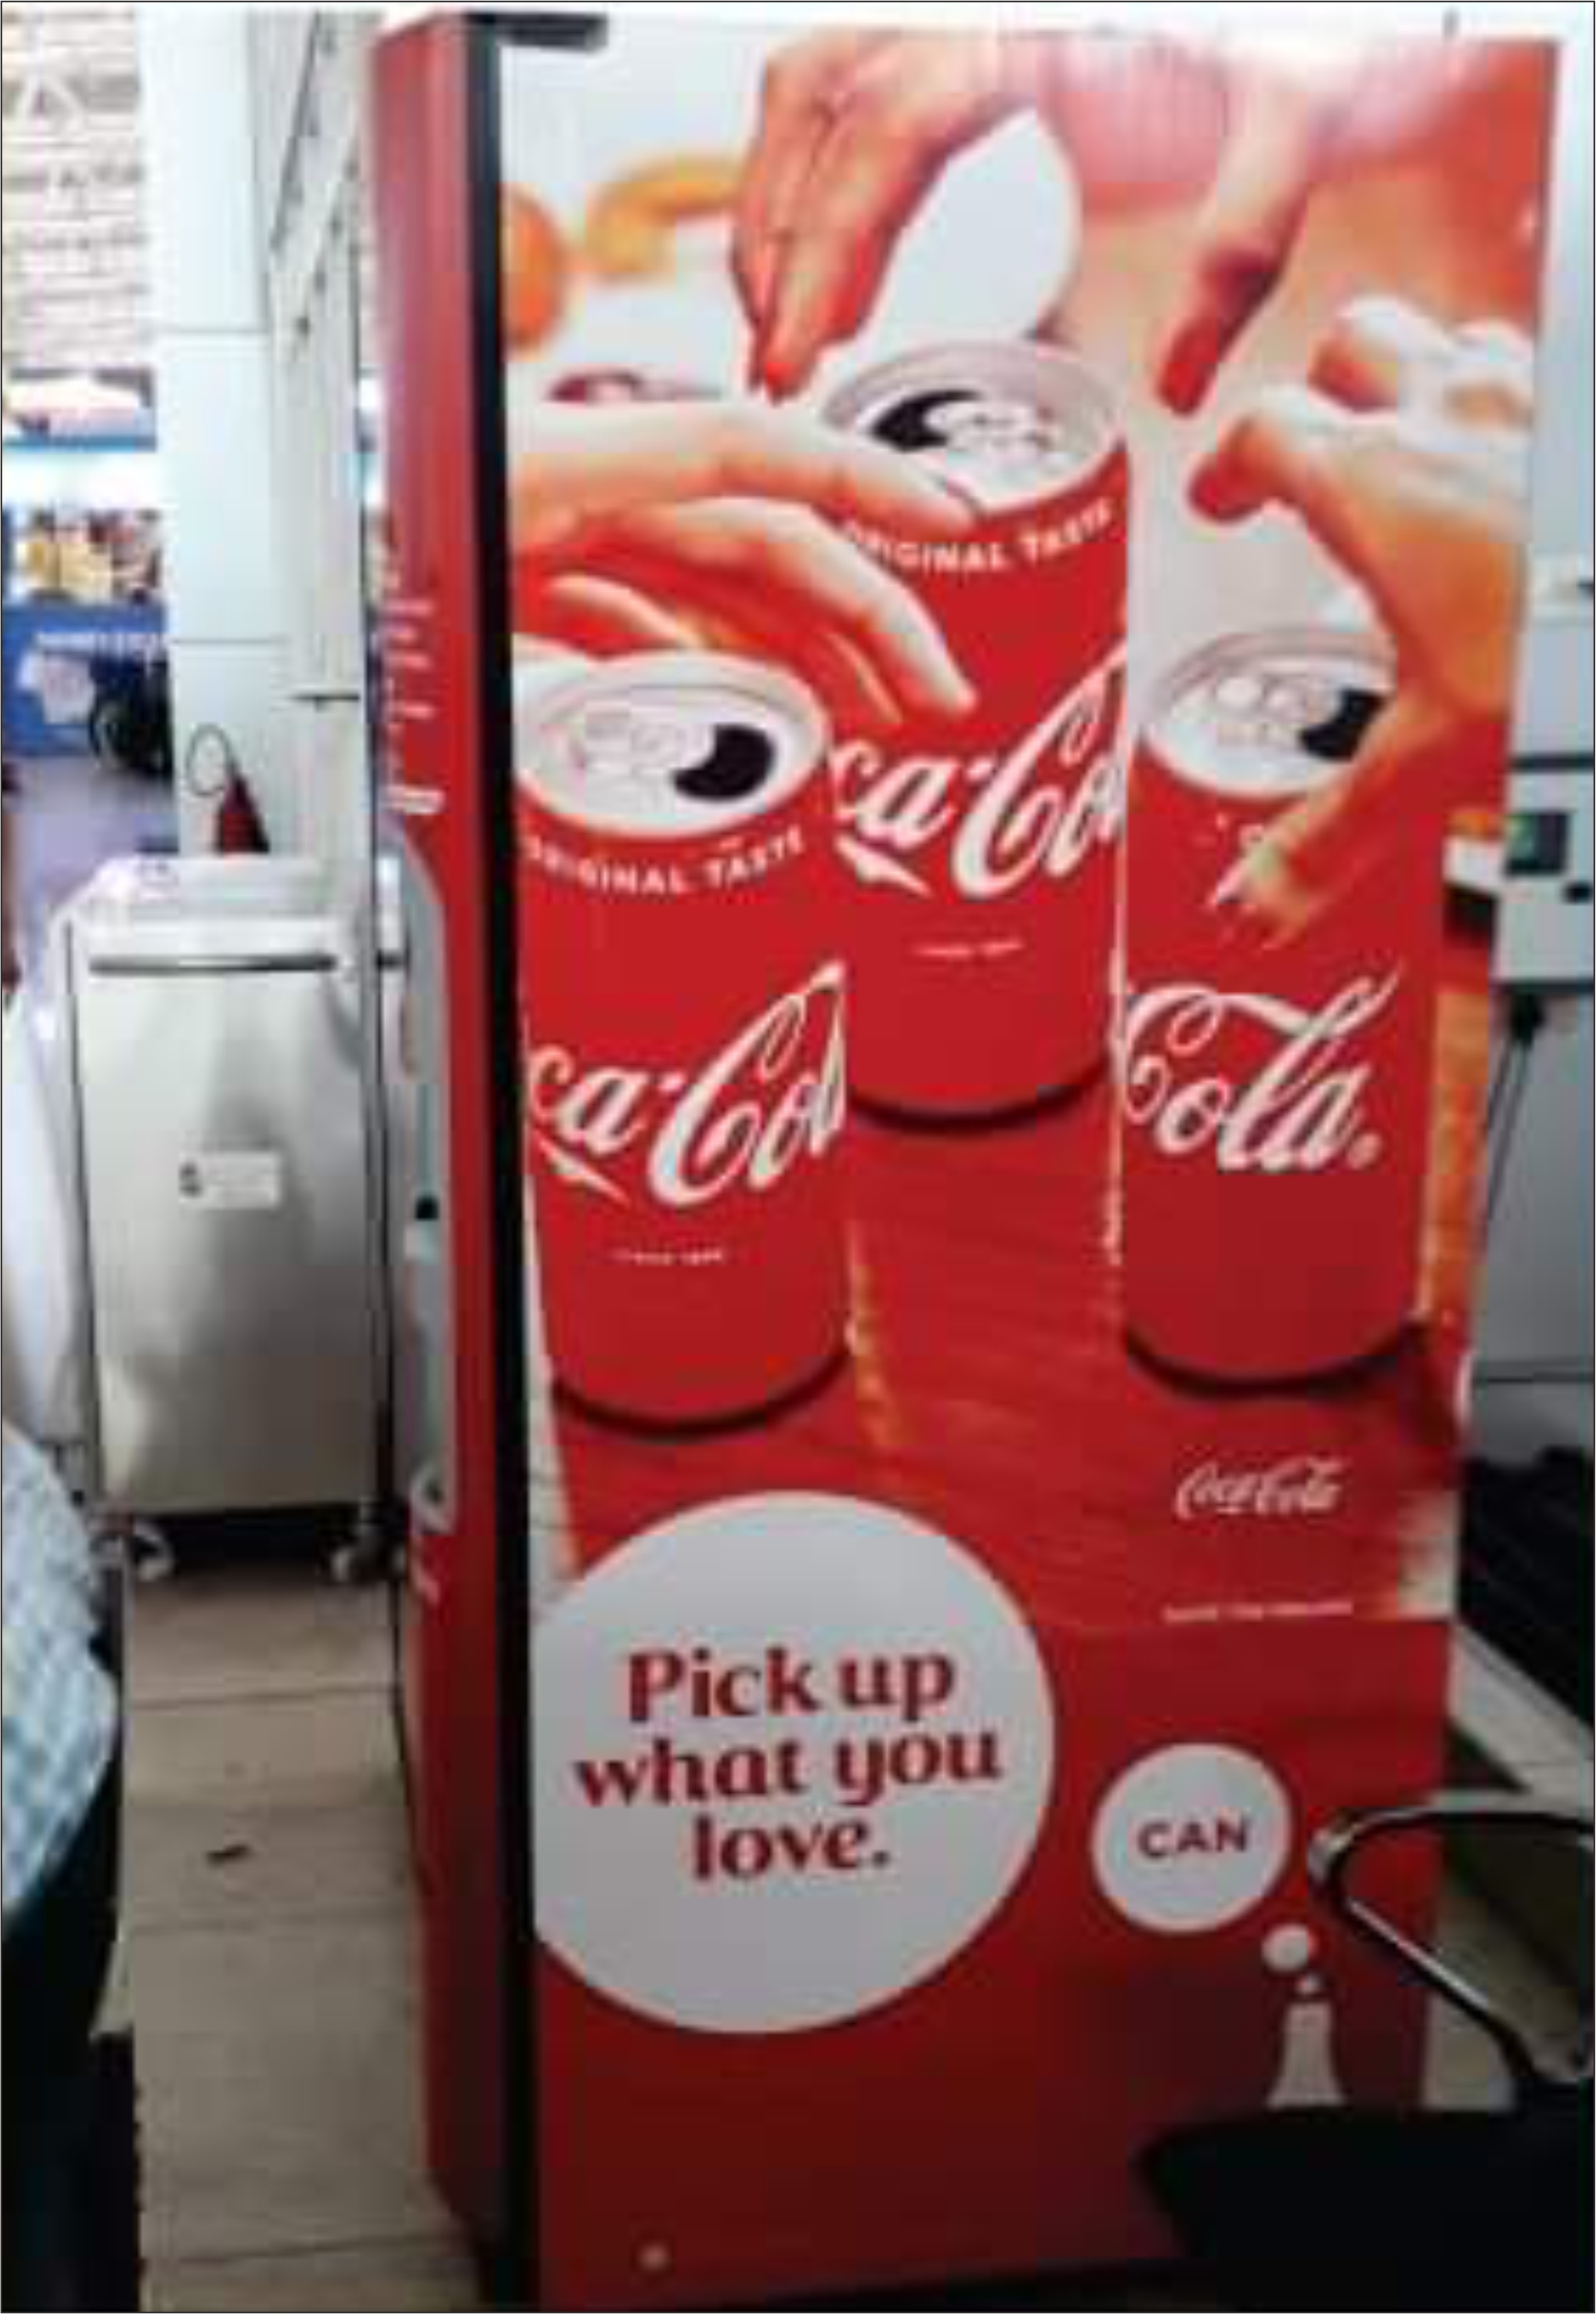 ORIGINAL TASTE
ca-Col
ORIGINAL TASTE
ca-Col
Cola
Coca-Cola
Pick up
what you
love.
CAN